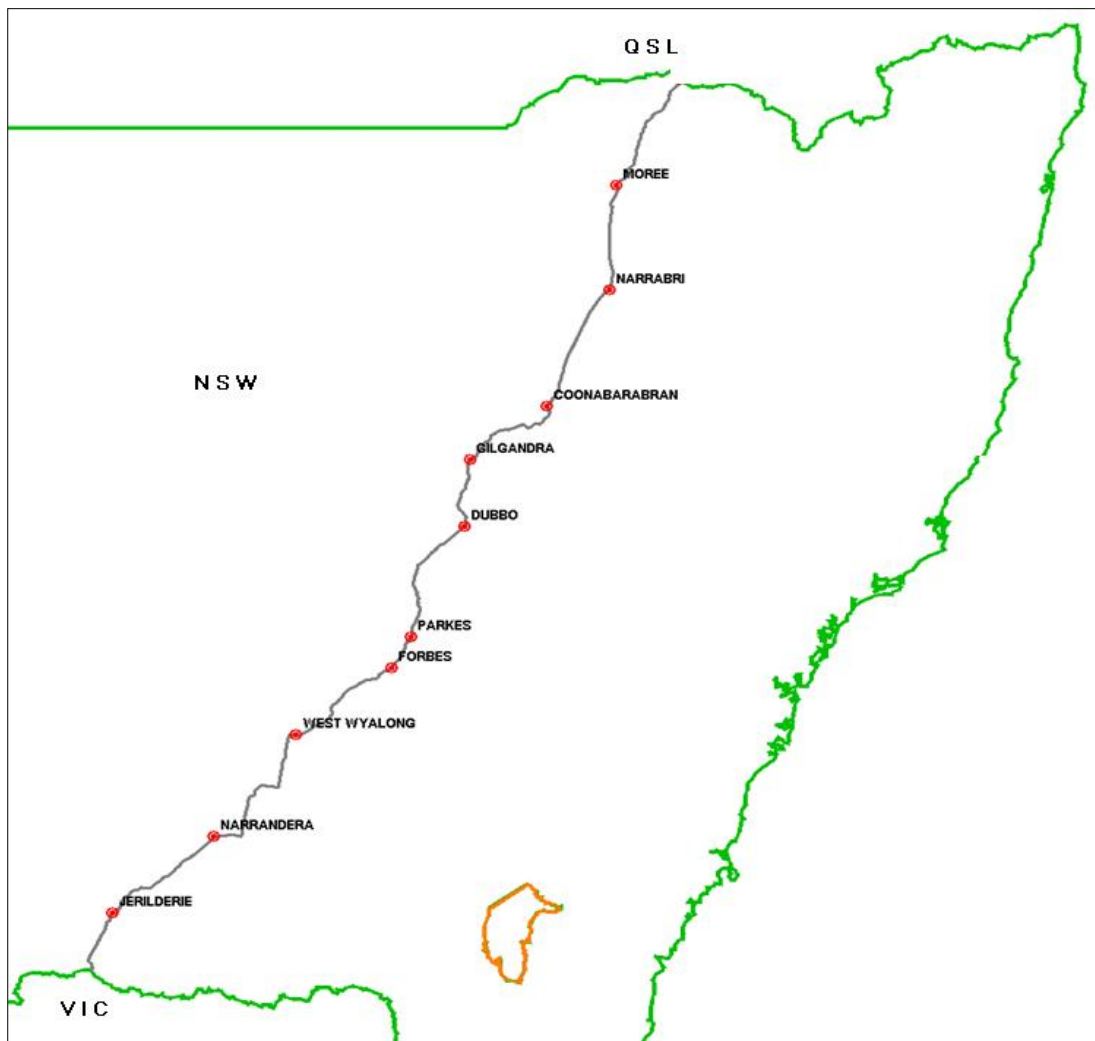 QSL
MOREE
NARRABRI
NSW
COONABARABRAN
GILGANDRA
DUBBO
PARKES
FORBES
WEST WYALONG
NARRANDERA
JERILDERIE
VIC